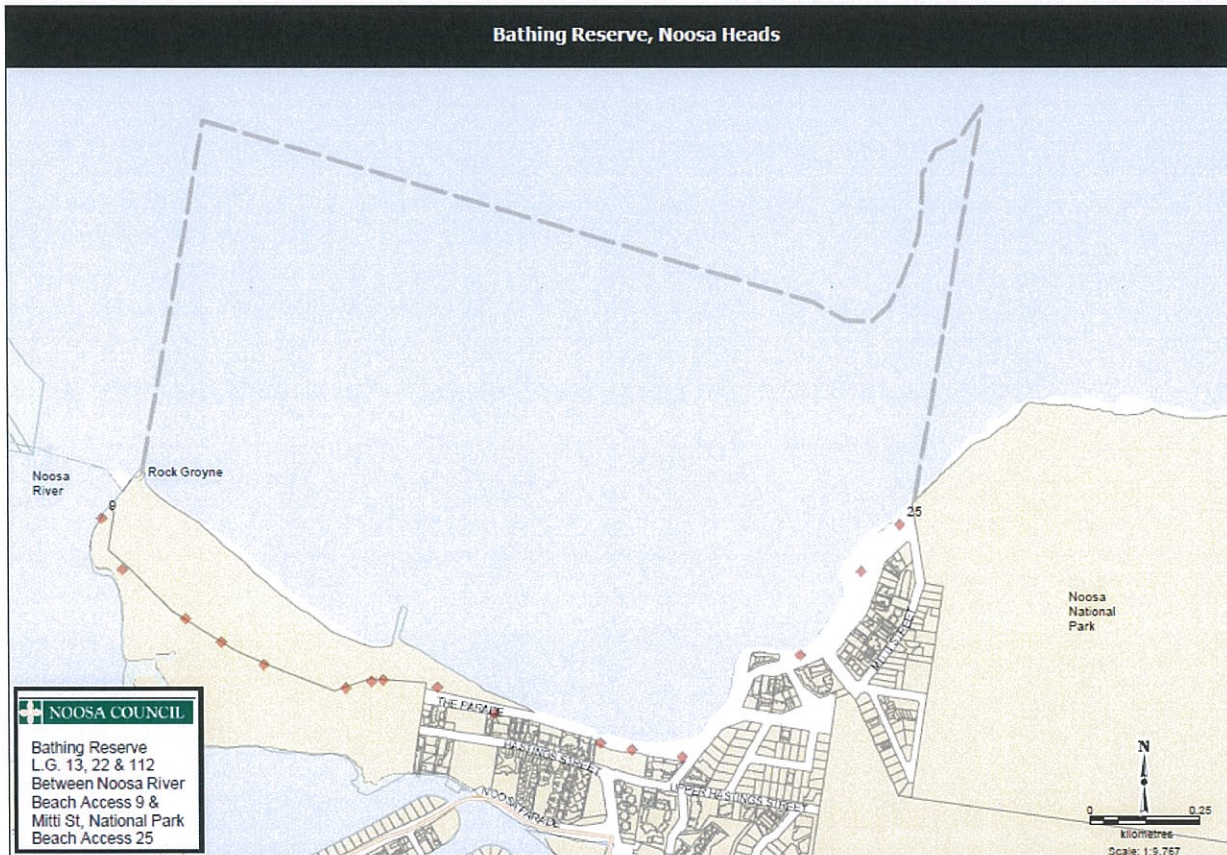 Bathing Reserve, Noosa Heads
Noosa
River
Rock Groyne
9
25
Noosa
National
Park
MITTI STREET
THE PARADE
HASTINGS STREET
UPPER HASTINGS STREET
NOOSA PARADE
NOOSA COUNCIL
Bathing Reserve
L.G. 13, 22 & 112
Between Noosa River
Beach Access 9 &
Mitti St, National Park
Beach Access 25
N
0 0.25
kilometres
Scale: 1:9,767